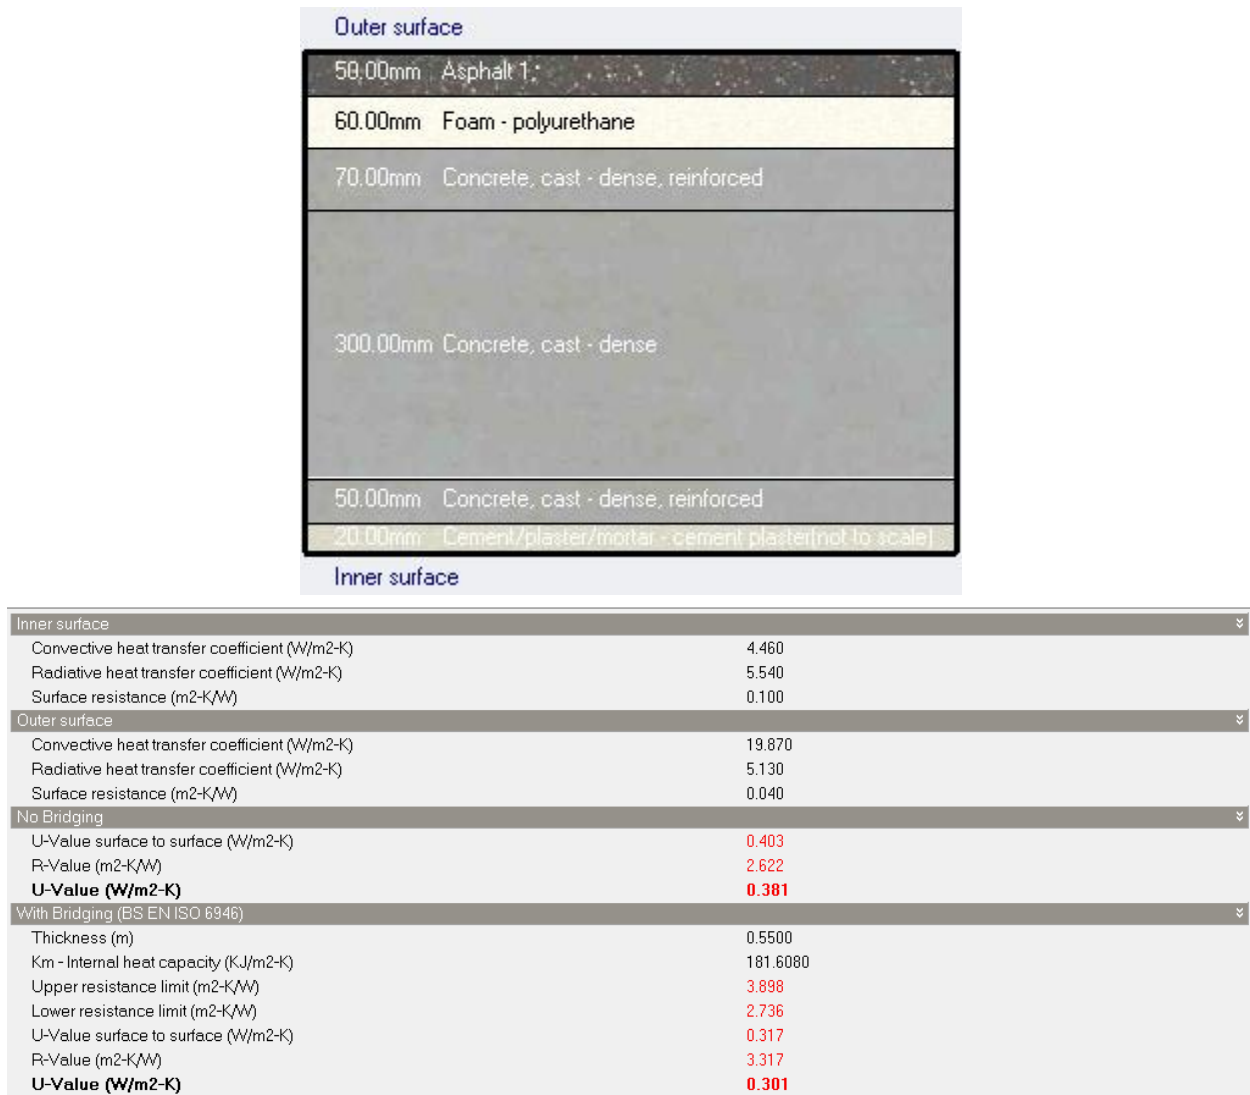 Outer surface
50.00mm Asphalt 1
60.00mm Foam - polyurethane
70.00mm Concrete, cast - dense, reinforced
300.00mm Concrete, cast - dense
50.00mm Concrete, cast - dense, reinforced
20.00mm Cement/plaster/mortar - cement plaster(not to scale)
Inner surface
Inner surface
Convective heat transfer coefficient (W/m2-K) 4.460
Radiative heat transfer coefficient (W/m2-K) 5.540
Surface resistance (m2-K/W) 0.100
Outer surface
Convective heat transfer coefficient (W/m2-K) 19.870
Radiative heat transfer coefficient (W/m2-K) 5.130
Surface resistance (m2-K/W) 0.040
No Bridging
U-Value surface to surface (W/m2-K) 0.403
R-Value (m2-K/W) 2.622
U-Value (W/m2-K) 0.381
With Bridging (BS EN ISO 6946)
Thickness (m) 0.5500
Km - Internal heat capacity (KJ/m2-K) 181.6080
Upper resistance limit (m2-K/W) 3.898
Lower resistance limit (m2-K/W) 2.736
U-Value surface to surface (W/m2-K) 0.317
R-Value (m2-K/W) 3.317
U-Value (W/m2-K) 0.301